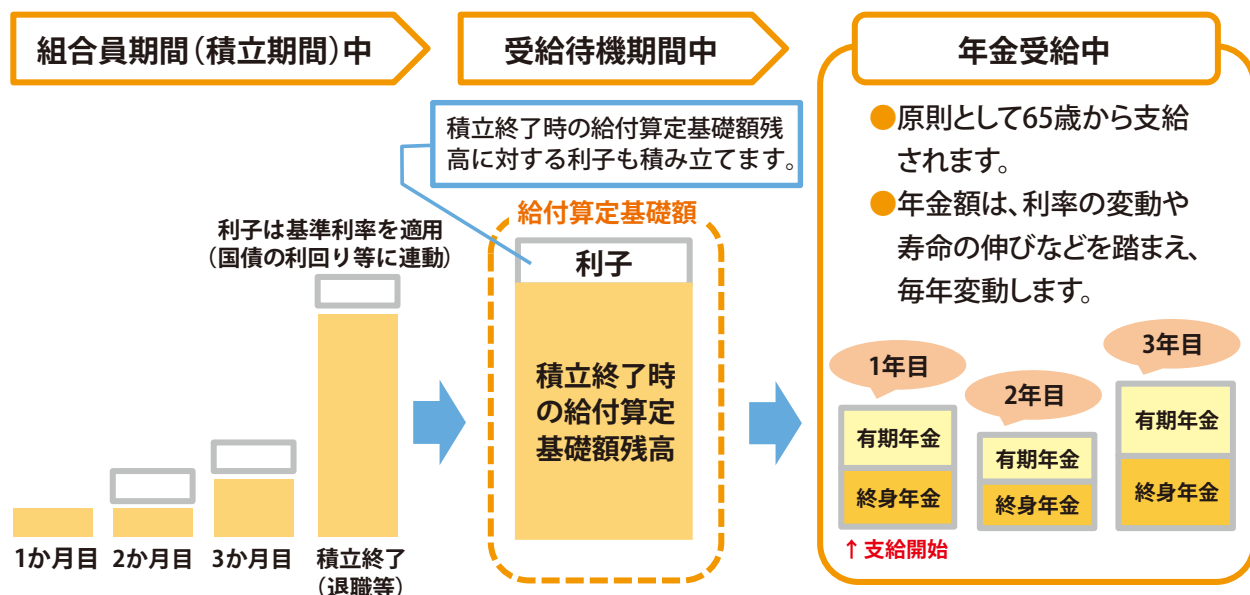 組合員期間（積立期間）中
受給待機期間中
年金受給中
積立終了時の給付算定基礎額残
高に対する利子も積み立てます。
●原則として65歳から支給
されます。
●年金額は、利率の変動や
寿命の伸びなどを踏まえ、
毎年変動します。
利子は基準利率を適用
（国債の利回り等に連動）
給付算定基礎額
利子
積立終了時
の給付算定
基礎額残高
1か月目
2か月目
3か月目
積立終了
（退職等）
1年目
有期年金
終身年金
↑支給開始
2年目
有期年金
終身年金
3年目
有期年金
終身年金